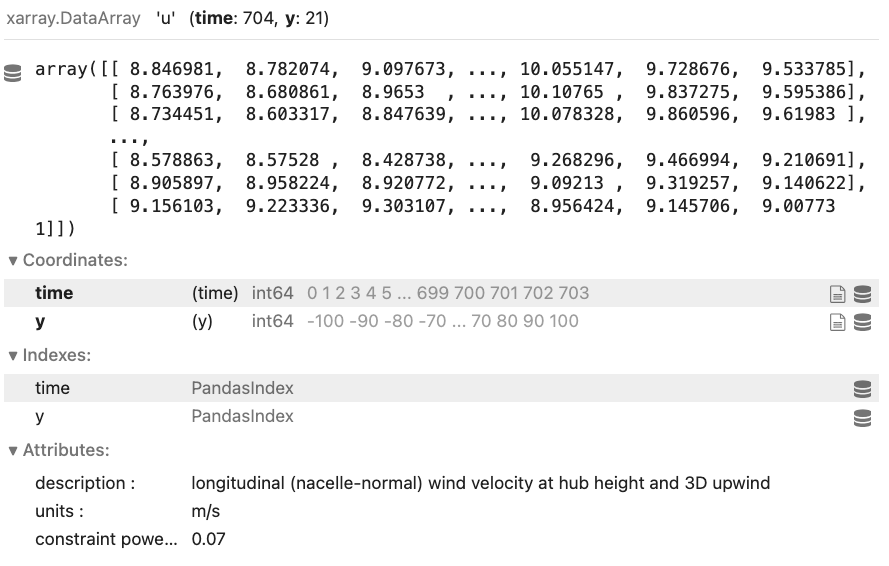 xarray.DataArray 'u' (time: 704, y: 21)
array([[ 8.846981, 8.782074, 9.097673, ..., 10.055147, 9.728676, 9.533785],
[ 8.763976, 8.680861, 8.9653 , ..., 10.10765 , 9.837275, 9.595386],
[ 8.734451, 8.603317, 8.847639, ..., 10.078328, 9.860596, 9.61983 ],
...,
[ 8.578863, 8.57528 , 8.428738, ..., 9.268296, 9.466994, 9.210691],
[ 8.905897, 8.958224, 8.920772, ..., 9.09213 , 9.319257, 9.140622],
[ 9.156103, 9.223336, 9.303107, ..., 8.956424, 9.145706, 9.00773
1]])
▼ Coordinates:
time (time) int64 0 1 2 3 4 5 ... 699 700 701 702 703
y (y) int64 -100 -90 -80 -70 ... 70 80 90 100
▼ Indexes:
time PandasIndex
y PandasIndex
▼ Attributes:
description : longitudinal (nacelle-normal) wind velocity at hub height and 3D upwind
units : m/s
constraint powe... 0.07